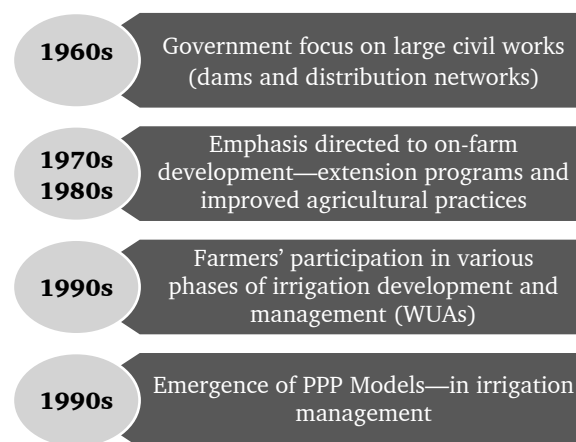 1960s
Government focus on large civil works
(dams and distribution networks)
1970s
1980s
Emphasis directed to on-farm
development—extension programs and
improved agricultural practices
1990s
Farmers’ participation in various
phases of irrigation development and
management (WUAs)
1990s
Emergence of PPP Models—in irrigation
management